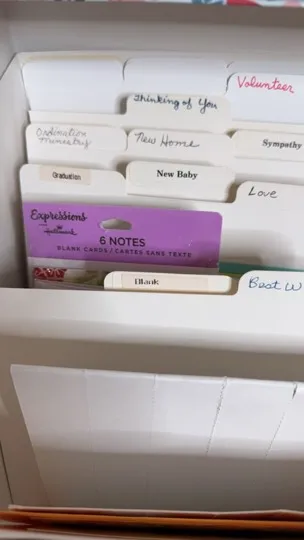 Volunteer
Thinking of You
Ordination
Ministry
New Home
Sympathy
Graduation
New Baby
Love
Expressions
Hallmark
6 NOTES
BLANK CARDS / CARTES SANS TEXTE
Blank
Best W